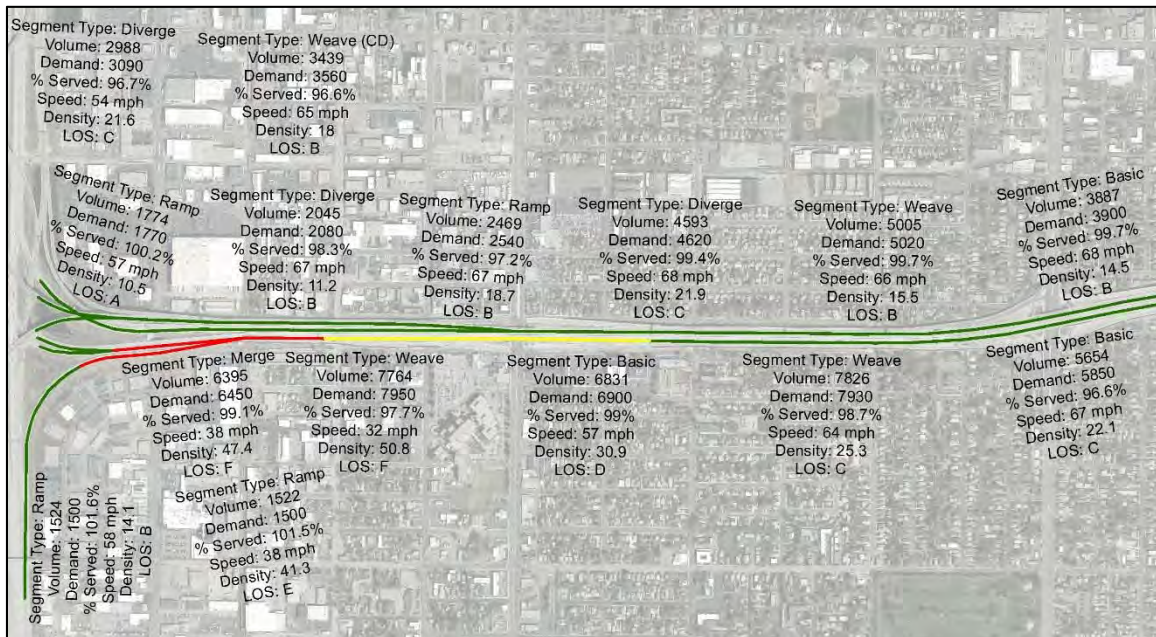 Segment Type: Diverge
Volume: 2988
Demand: 3090
% Served: 96.7%
Speed: 54 mph
Density: 21.6
LOS: C
Segment Type: Weave (CD)
Volume: 3439
Demand: 3560
% Served: 96.6%
Speed: 65 mph
Density: 18
LOS: B
Segment Type: Ramp
Volume: 1774
Demand: 1770
% Served: 100.2%
Speed: 57 mph
Density: 10.5
LOS: A
Segment Type: Diverge
Volume: 2045
Demand: 2080
% Served: 98.3%
Speed: 67 mph
Density: 11.2
LOS: B
Segment Type: Ramp
Volume: 2469
Demand: 2540
% Served: 97.2%
Speed: 67 mph
Density: 18.7
LOS: B
Segment Type: Diverge
Volume: 4593
Demand: 4620
% Served: 99.4%
Speed: 68 mph
Density: 21.9
LOS: C
Segment Type: Weave
Volume: 5005
Demand: 5020
% Served: 99.7%
Speed: 66 mph
Density: 15.5
LOS: B
Segment Type: Basic
Volume: 3887
Demand: 3900
% Served: 99.7%
Speed: 68 mph
Density: 14.5
LOS: B
Segment Type: Merge
Volume: 6395
Demand: 6450
% Served: 99.1%
Speed: 38 mph
Density: 47.4
LOS: F
Segment Type: Weave
Volume: 7764
Demand: 7950
% Served: 97.7%
Speed: 32 mph
Density: 50.8
LOS: F
Segment Type: Basic
Volume: 6831
Demand: 6900
% Served: 99%
Speed: 57 mph
Density: 30.9
LOS: D
Segment Type: Weave
Volume: 7826
Demand: 7930
% Served: 98.7%
Speed: 64 mph
Density: 25.3
LOS: C
Segment Type: Basic
Volume: 5654
Demand: 5850
% Served: 96.6%
Speed: 67 mph
Density: 22.1
LOS: C
Segment Type: Ramp
Volume: 1524
Demand: 1500
% Served: 101.6%
Speed: 58 mph
Density: 14.1
LOS: B
Segment Type: Ramp
Volume: 1522
Demand: 1500
% Served: 101.5%
Speed: 38 mph
Density: 41.3
LOS: E